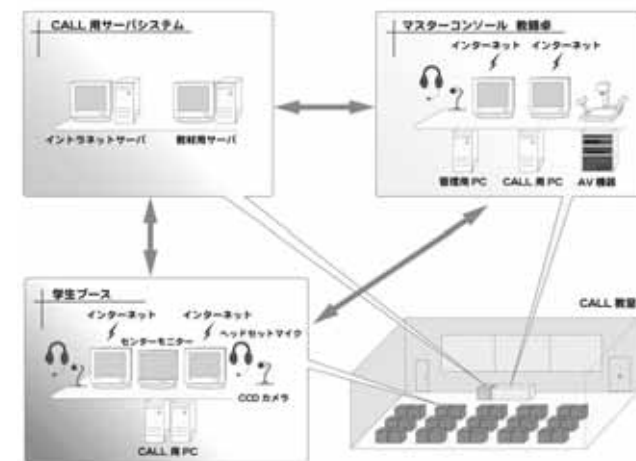 CALL 用サーバシステム
イントラネットサーバ
教材用サーバ
マスターコンソール 教師卓
インターネット
インターネット
管理用 PC
CALL 用 PC
AV 機器
学生ブース
インターネット
インターネット
センターモニター
ヘッドセットマイク
CCD カメラ
CALL 用 PC
CALL 教室